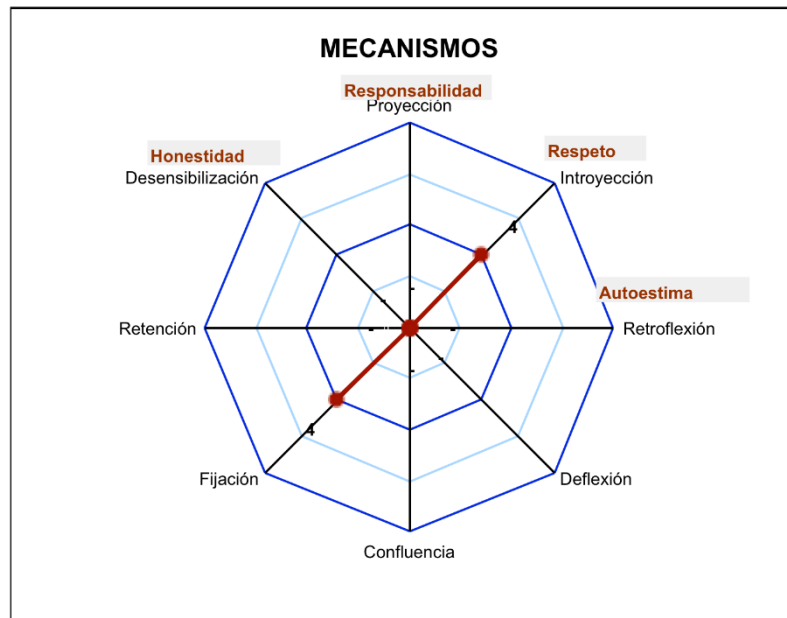 MECANISMOS
Responsabilidad
Proyección
Honestidad
Desensibilización
Respeto
Introyección
4
Autoestima
-
-
Retención
-
-
Retroflexión
-
-
4
Fijación
Deflexión
Confluencia